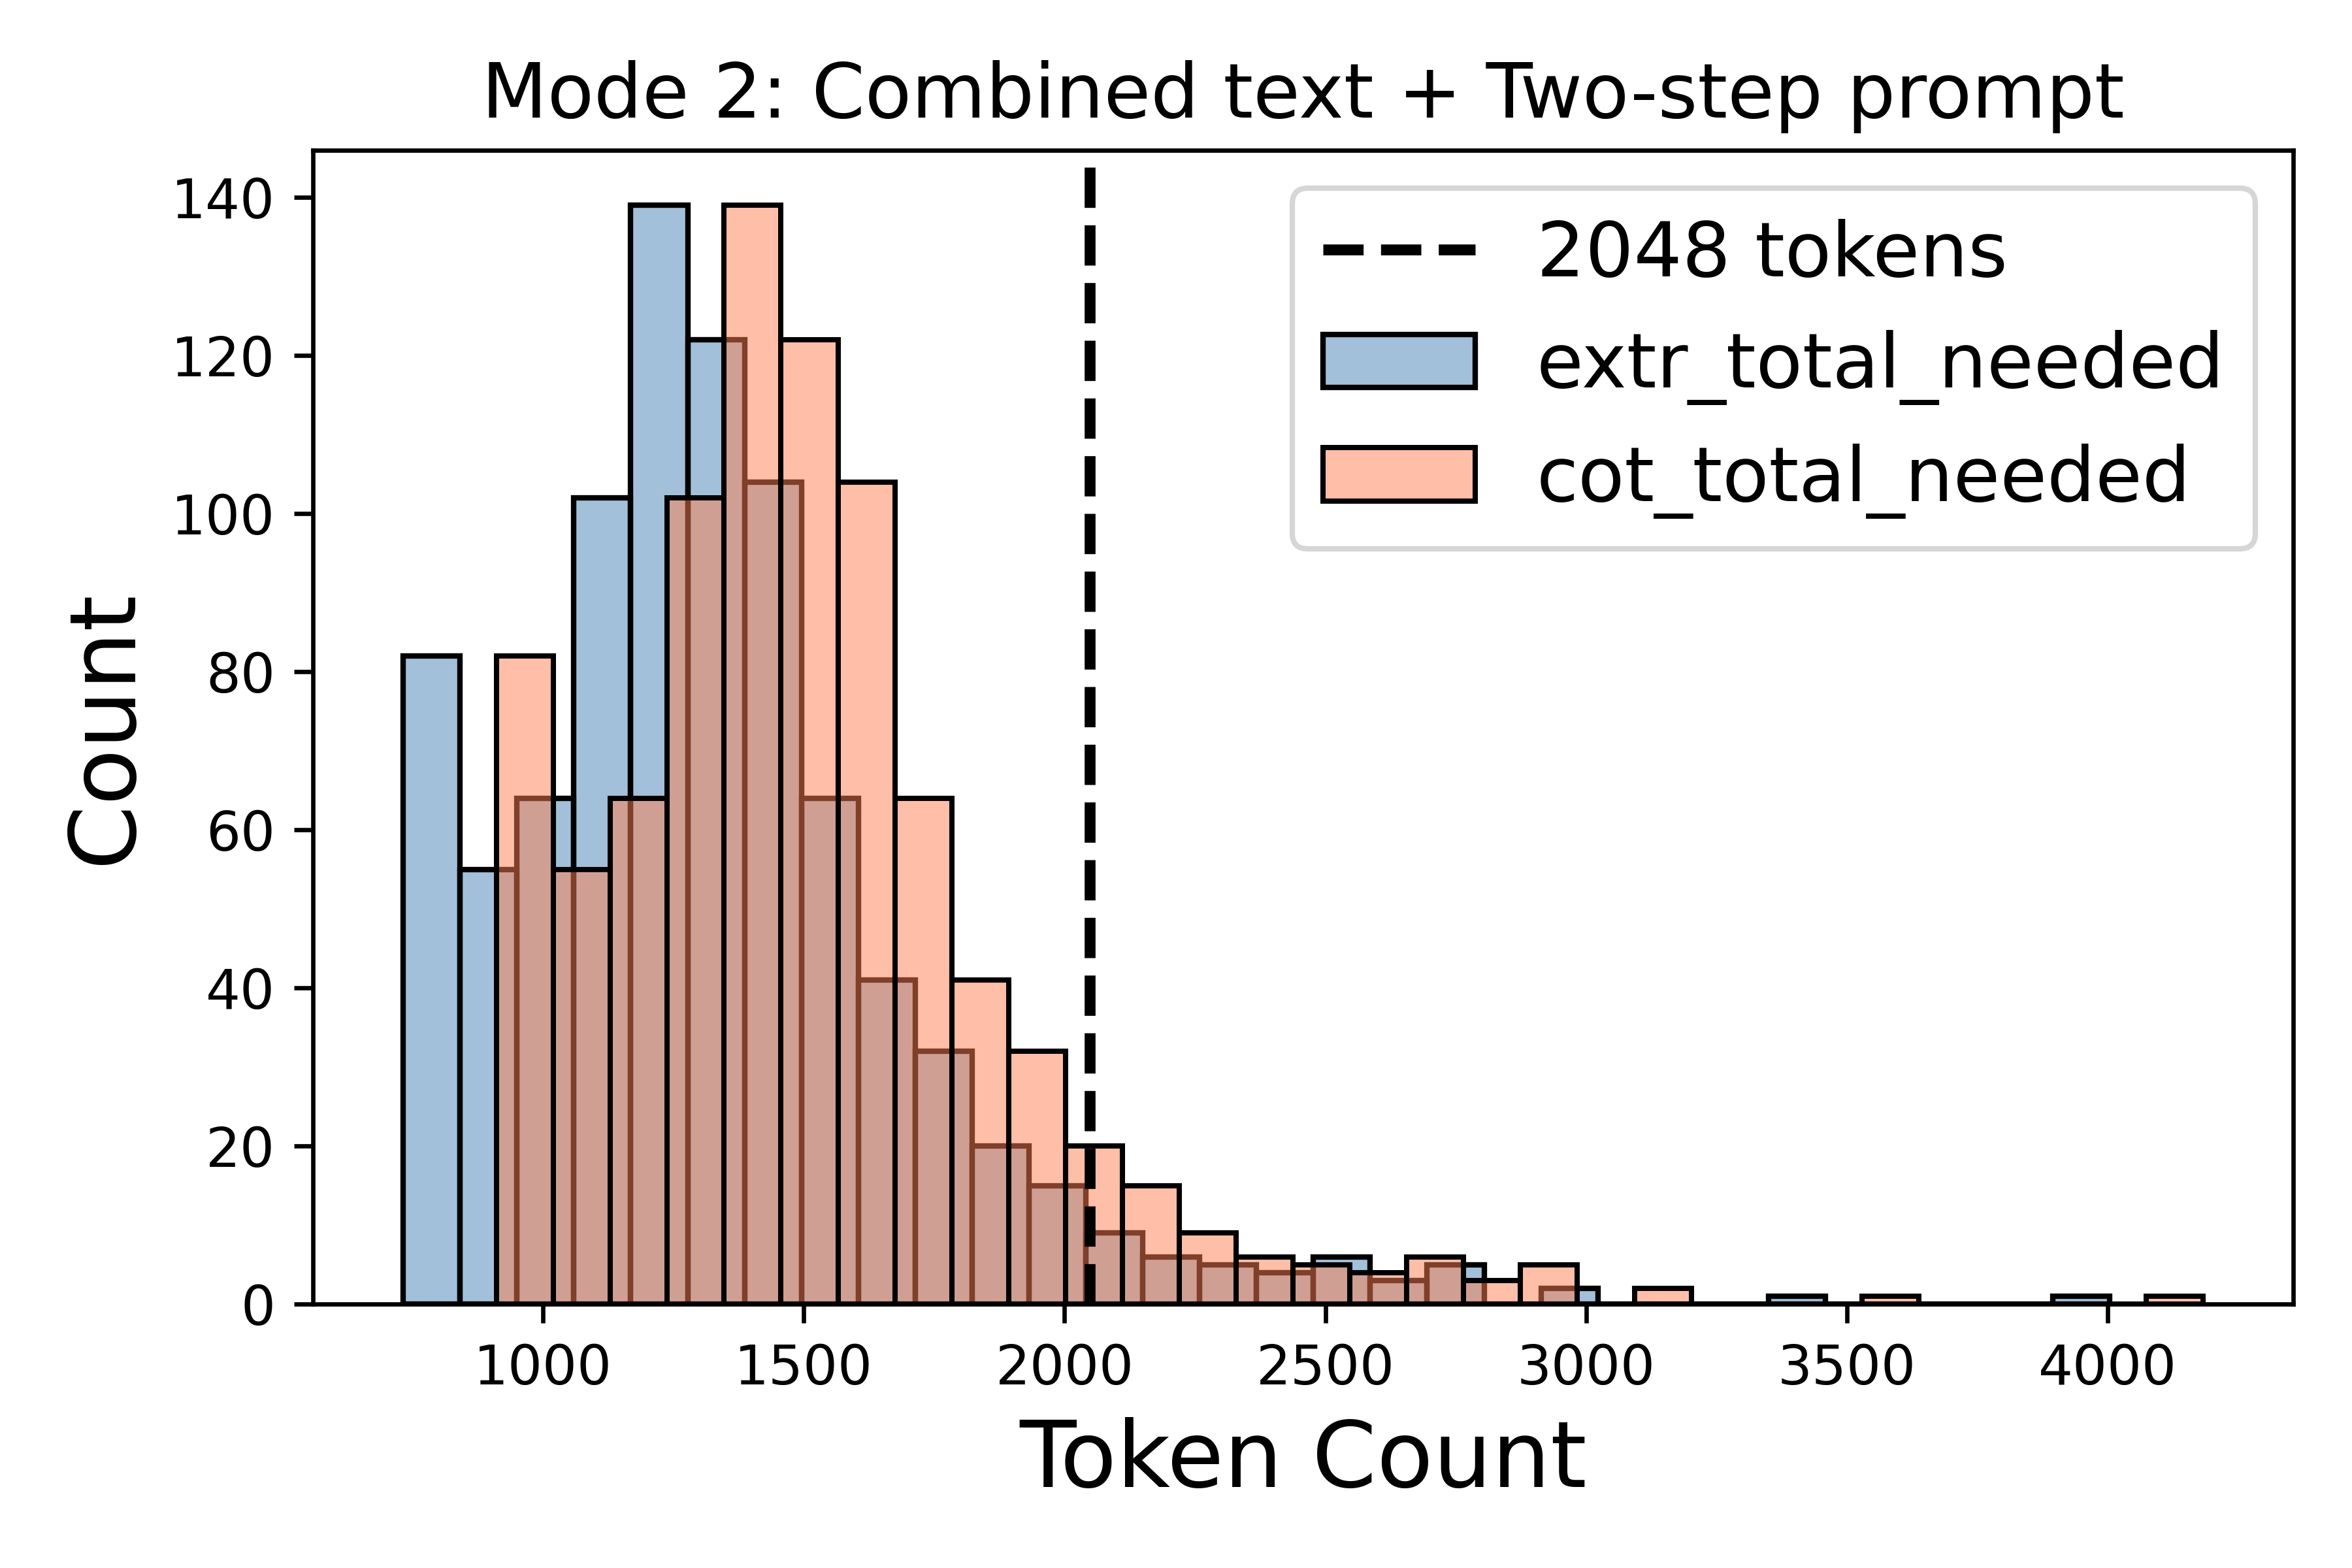 Mode 2: Combined text + Two-step prompt
2048 tokens
extr_total_needed
cot_total_needed
Count
140
120
100
80
60
40
20
0
1000 1500 2000 2500 3000 3500 4000
Token Count